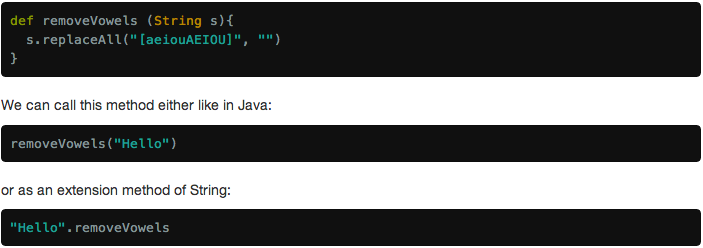 def removeVowels (String s){
  s.replaceAll("[aeiouAEIOU]", "")
}
We can call this method either like in Java:
removeVowels("Hello")
or as an extension method of String:
"Hello".removeVowels